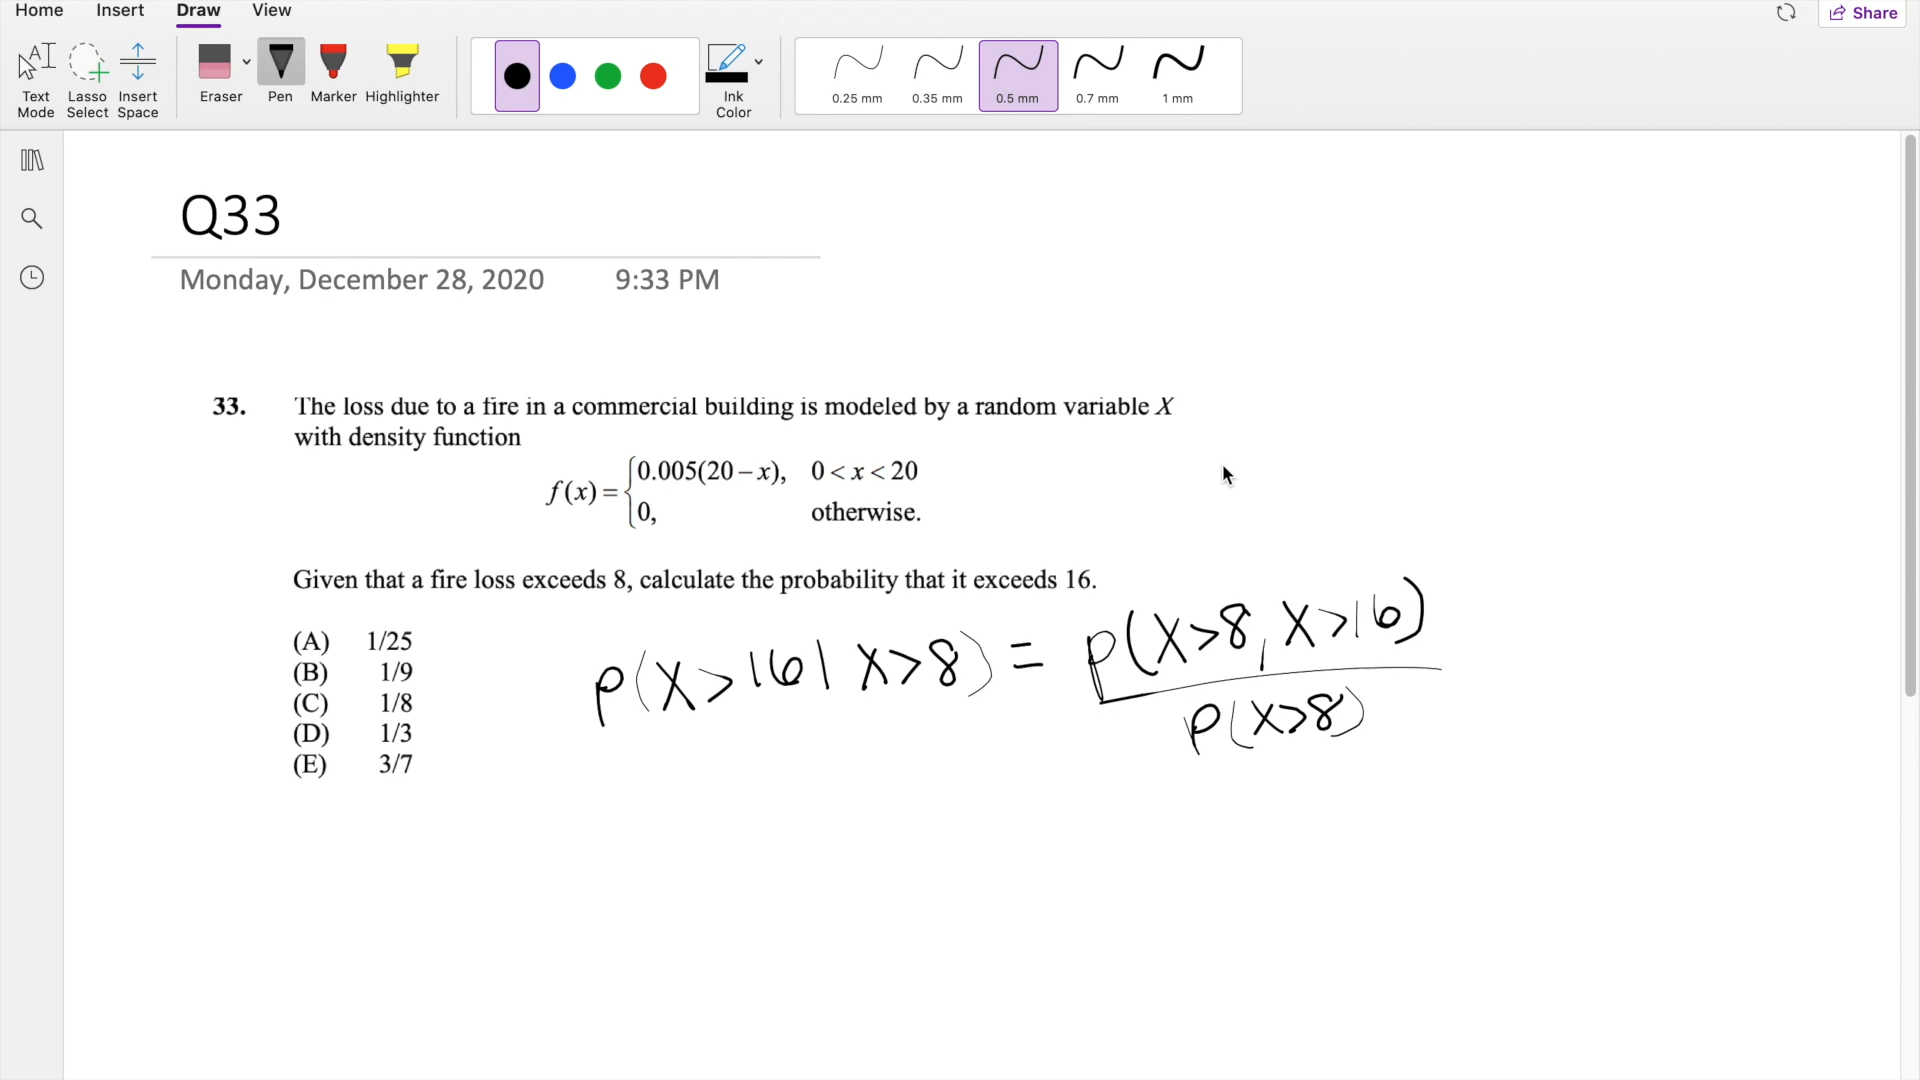 Home Insert Draw View Share
Text Mode Lasso Select Insert Space Eraser Pen Marker Highlighter Ink Color 0.25 mm 0.35 mm 0.5 mm 0.7 mm 1 mm
Q33
Monday, December 28, 2020 9:33 PM
33. The loss due to a fire in a commercial building is modeled by a random variable X
with density function
f(x) = {0.005(20 − x), 0 < x < 20
0, otherwise.
Given that a fire loss exceeds 8, calculate the probability that it exceeds 16.
(A) 1/25
(B) 1/9
(C) 1/8
(D) 1/3
(E) 3/7
P(X>16|X>8) = P(X>8, X>16)
P(X>8)